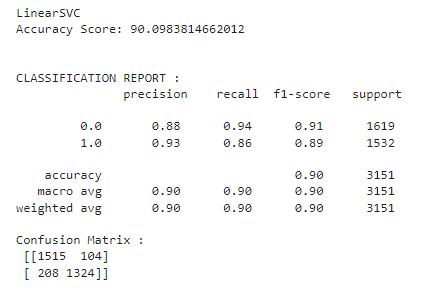 LinearSVC
Accuracy Score: 90.0983814662012
CLASSIFICATION REPORT :
precision recall f1-score support
0.0 0.88 0.94 0.91 1619
1.0 0.93 0.86 0.89 1532
accuracy 0.90 3151
macro avg 0.90 0.90 0.90 3151
weighted avg 0.90 0.90 0.90 3151
Confusion Matrix :
[[1515 104]
[ 208 1324]]